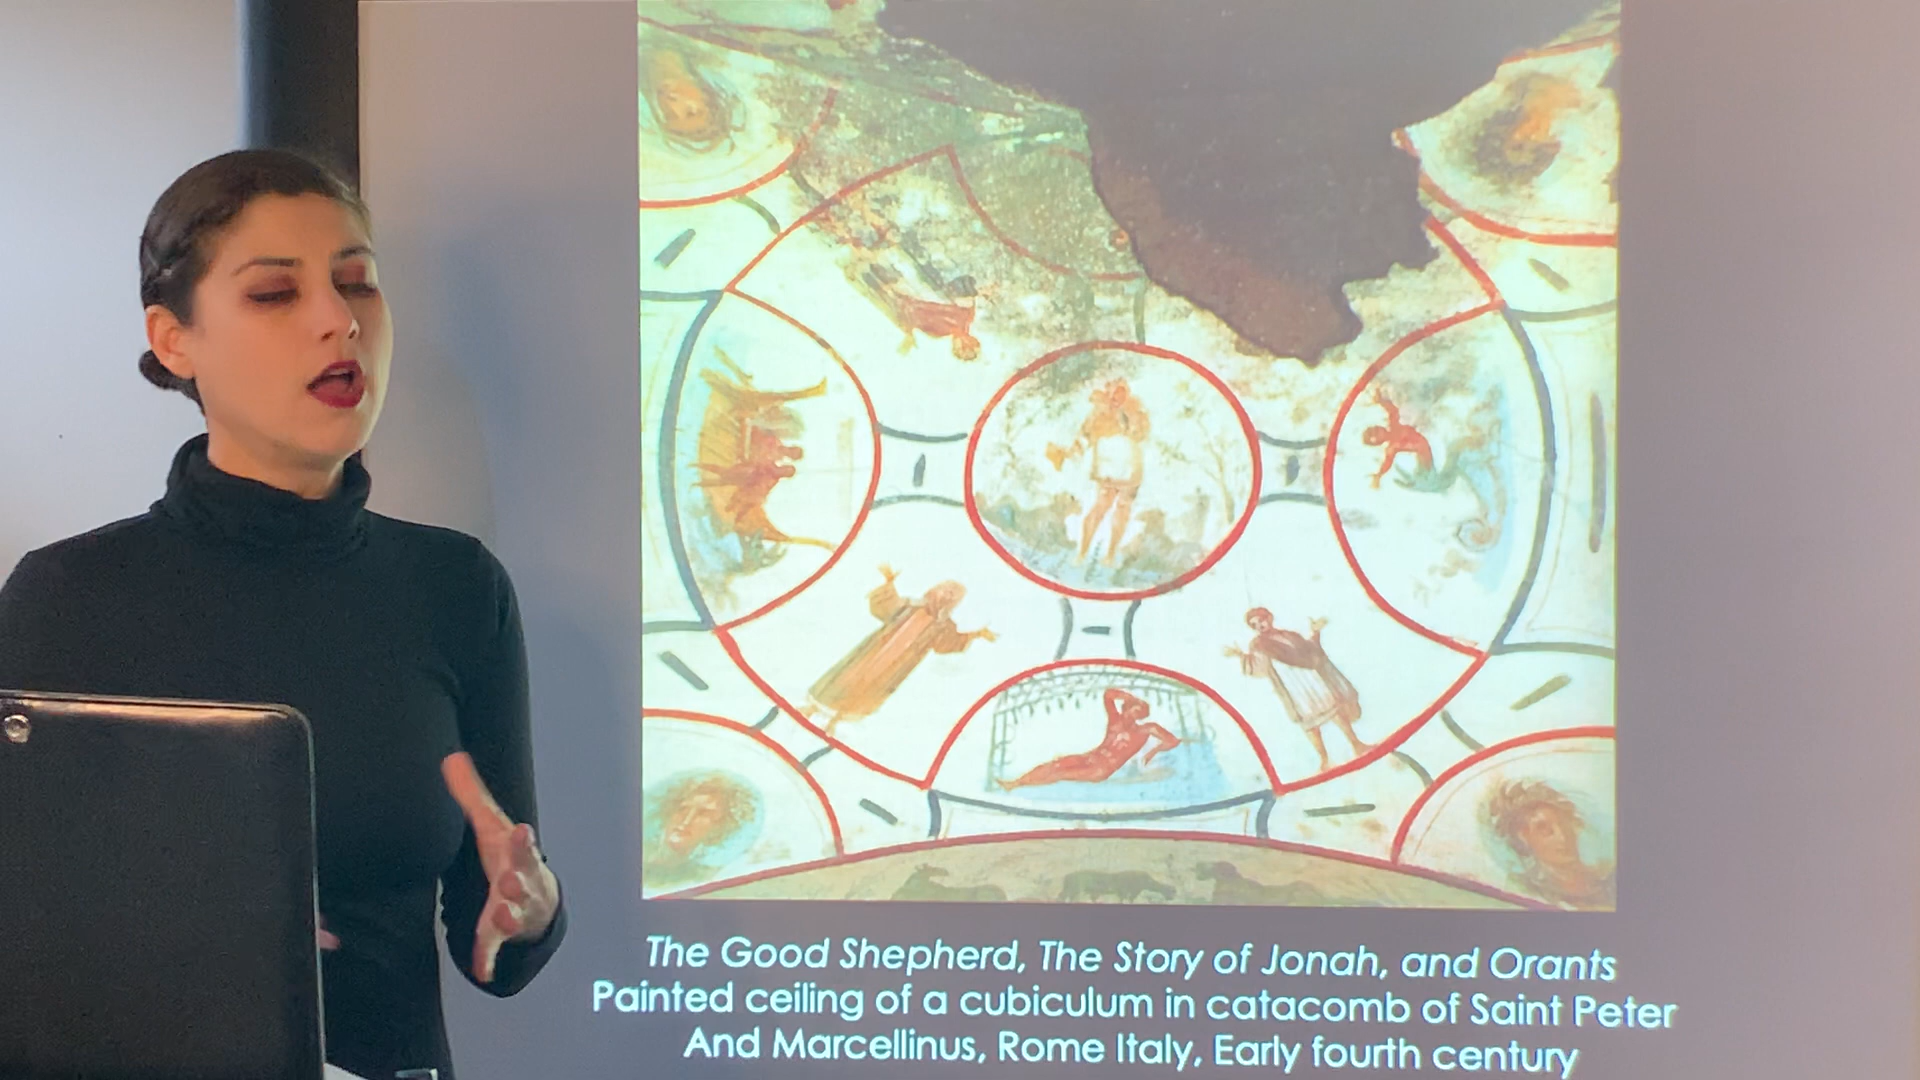 The Good Shepherd, The Story of Jonah, and Orants
Painted ceiling of a cubiculum in catacomb of Saint Peter
And Marcellinus, Rome Italy, Early fourth century